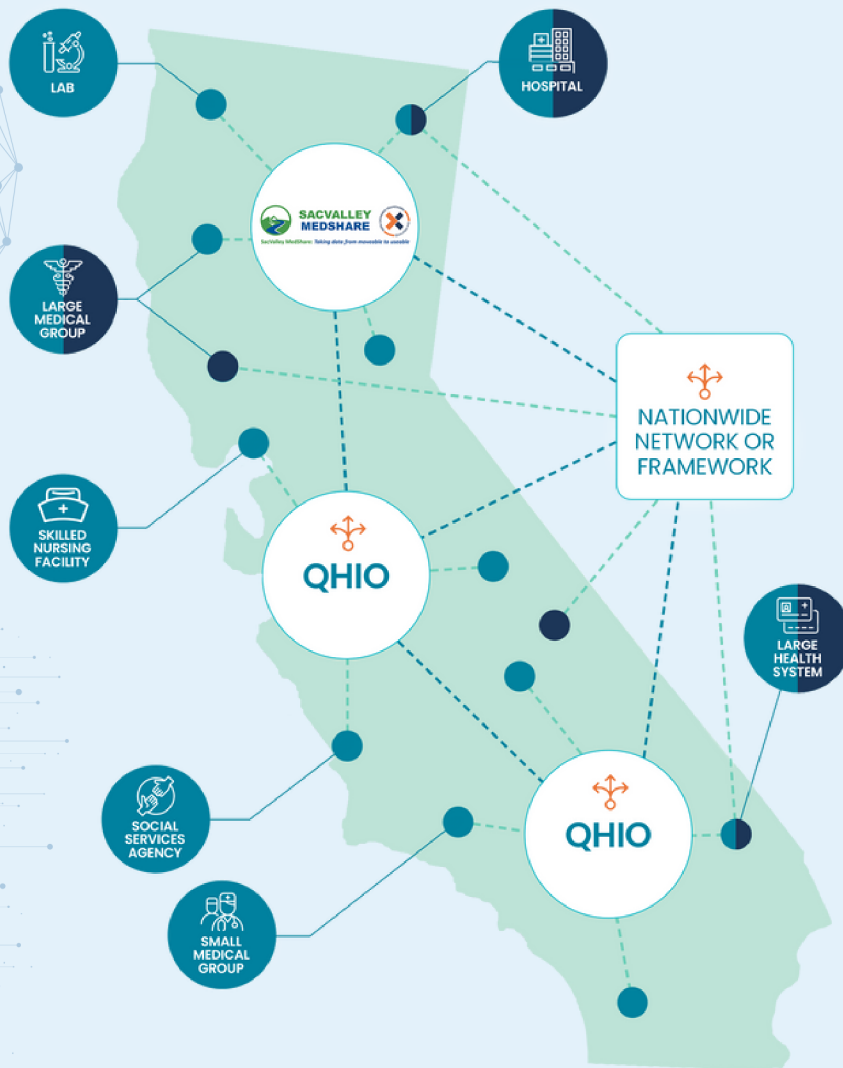 LAB
HOSPITAL
SACVALLEY
MEDSHARE
SacValley MedShare: Taking data from moveable to useable
LARGE
MEDICAL
GROUP
NATIONWIDE
NETWORK OR
FRAMEWORK
SKILLED
NURSING
FACILITY
QHIO
LARGE
HEALTH
SYSTEM
SOCIAL
SERVICES
AGENCY
QHIO
SMALL
MEDICAL
GROUP